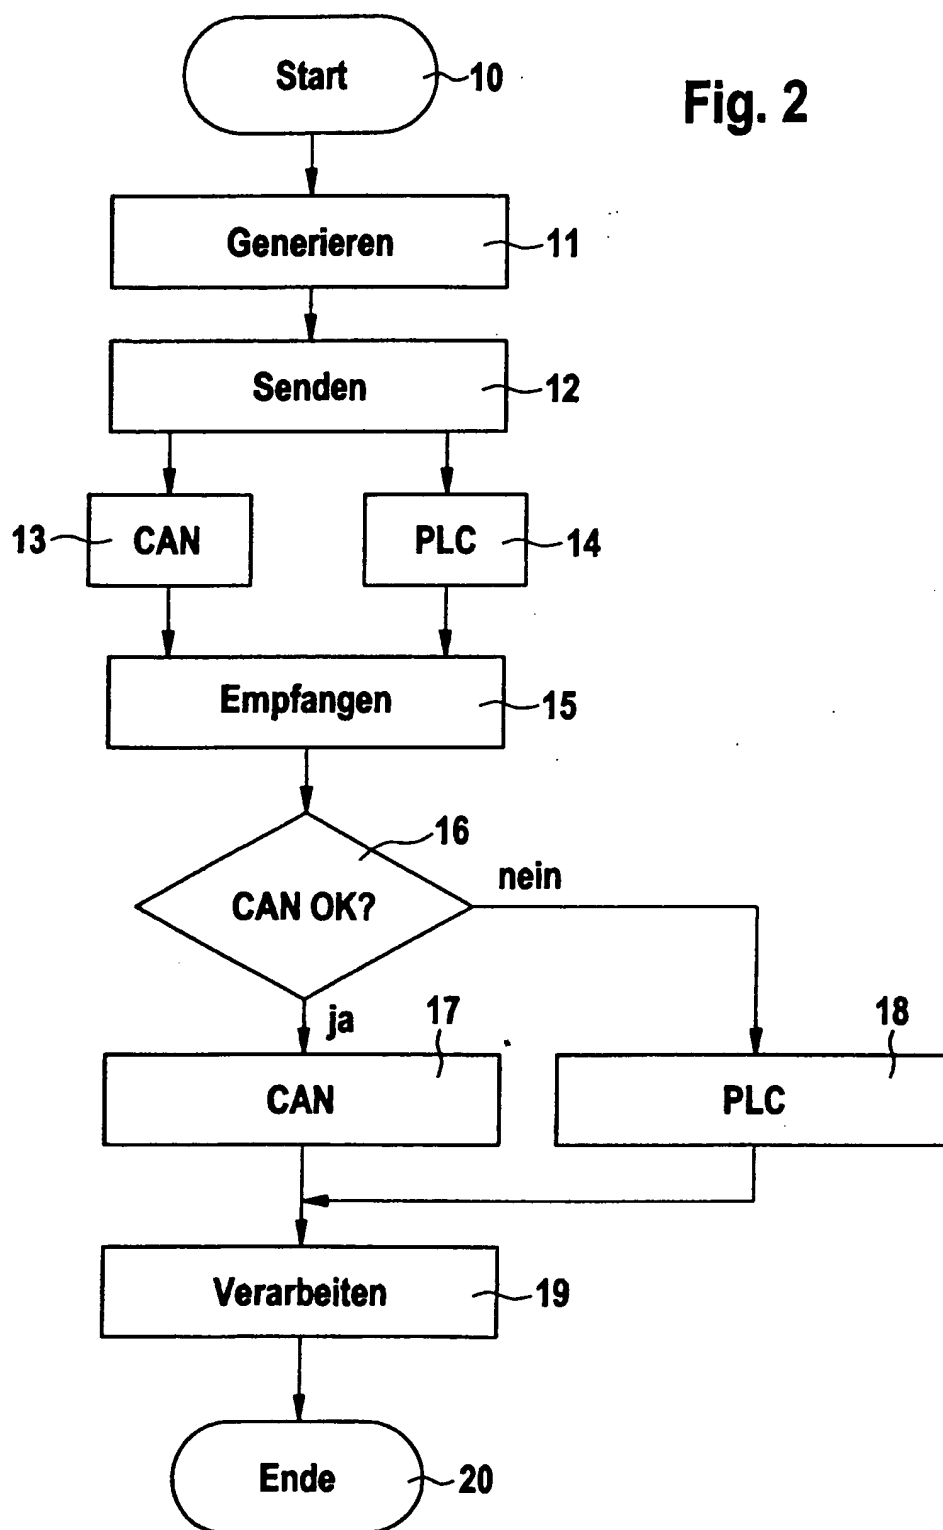 Start 10
Fig. 2
Generieren 11
Senden 12
13 CAN
PLC 14
Empfangen 15
16
CAN OK?
nein
ja
17
18
CAN
PLC
Verarbeiten 19
Ende 20